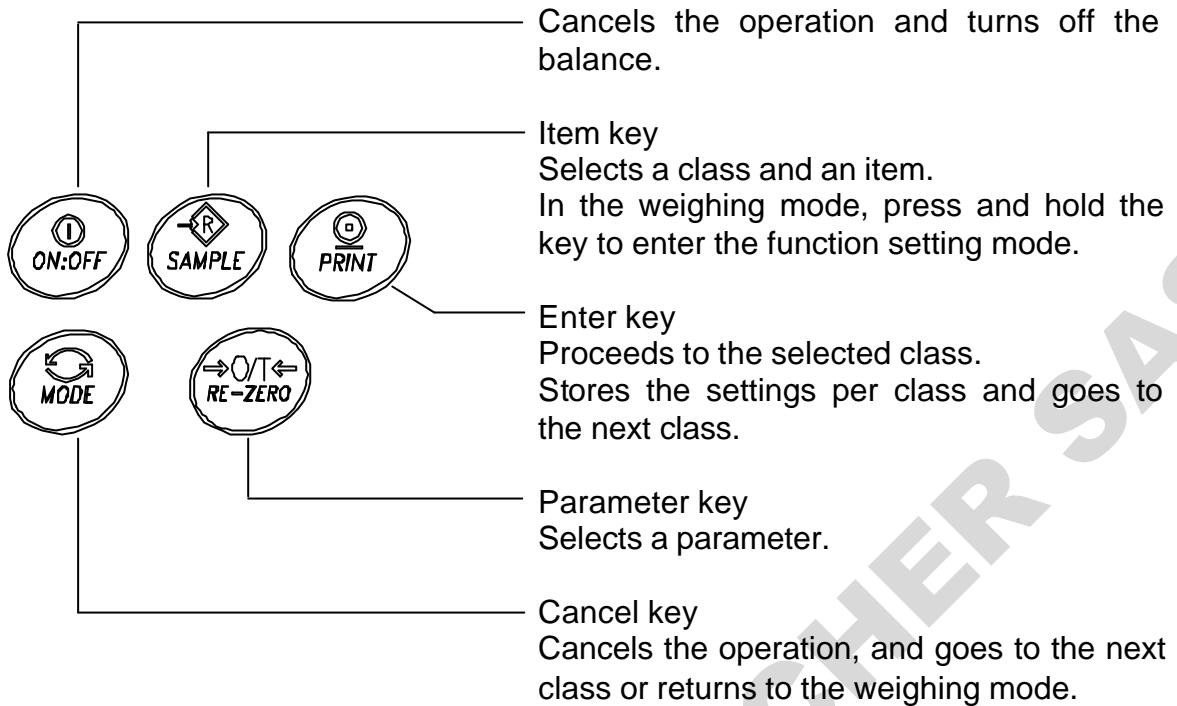 Cancels the operation and turns off the
balance.
Item key
Selects a class and an item.
In the weighing mode, press and hold the
key to enter the function setting mode.
ON:OFF
R
SAMPLE
PRINT
Enter key
Proceeds to the selected class.
Stores the settings per class and goes to
the next class.
MODE
→O/T←
RE-ZERO
Parameter key
Selects a parameter.
Cancel key
Cancels the operation, and goes to the next
class or returns to the weighing mode.
CHER SAS